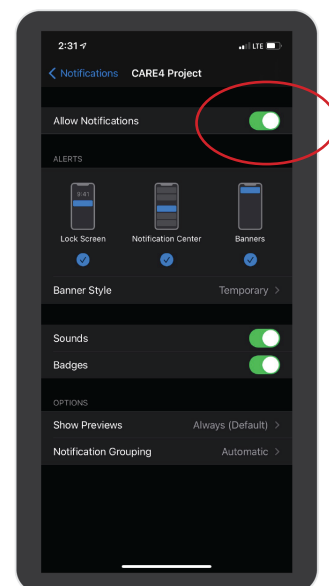 2:31 LTE
Notifications CARE4 Project
Allow Notifications
ALERTS
9:41
Lock Screen Notification Center Banners
Banner Style Temporary
Sounds
Badges
OPTIONS
Show Previews Always (Default)
Notification Grouping Automatic